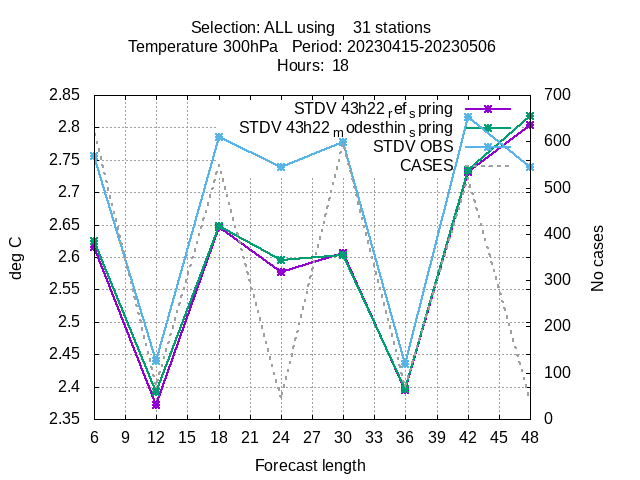 Selection: ALL using    31 stations
Temperature 300hPa   Period: 20230415-20230506
Hours:  18
2.85
2.8
2.75
2.7
2.65
2.6
2.55
2.5
2.45
2.4
2.35
deg C
STDV 43h22_ref_spring
STDV 43h22_modesthin_spring
STDV OBS
CASES
700
600
500
400
300
200
100
0
No cases
6 9 12 15 18 21 24 27 30 33 36 39 42 45 48
Forecast length